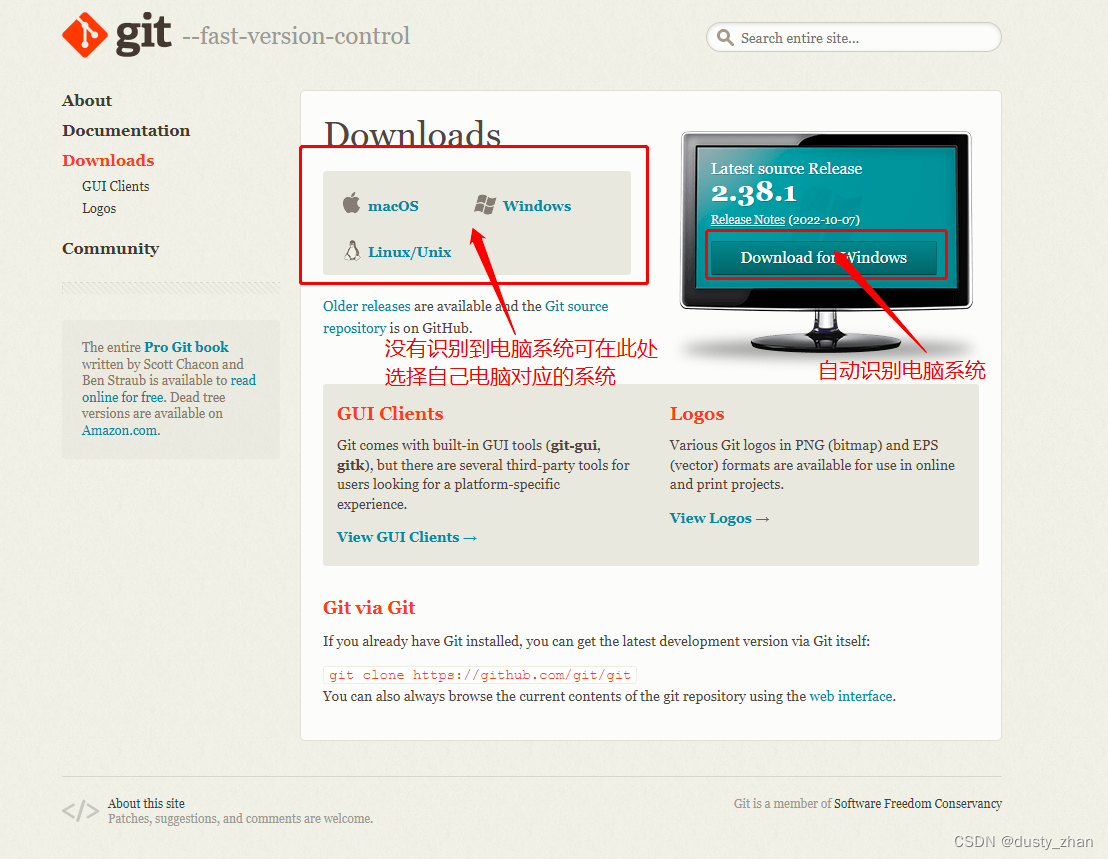 git --fast-version-control
Search entire site...
About
Documentation
Downloads
GUI Clients
Logos
Community
The entire Pro Git book
written by Scott Chacon and
Ben Straub is available to read
online for free. Dead tree
versions are available on
Amazon.com.
Downloads
macOS
Windows
Linux/Unix
Older releases are available and the Git source
repository is on GitHub.
没有识别到电脑系统可在此处
选择自己电脑对应的系统
Latest source Release
2.38.1
Release Notes (2022-10-07)
Download for Windows
自动识别电脑系统
GUI Clients
Git comes with built-in GUI tools (git-gui,
gitk), but there are several third-party tools for
users looking for a platform-specific
experience.
View GUI Clients →
Logos
Various Git logos in PNG (bitmap) and EPS
(vector) formats are available for use in online
and print projects.
View Logos →
Git via Git
If you already have Git installed, you can get the latest development version via Git itself:
git clone https://github.com/git/git
You can also always browse the current contents of the git repository using the web interface.
</> About this site
Patches, suggestions, and comments are welcome.
Git is a member of Software Freedom Conservancy
CSDN @dusty_zhan